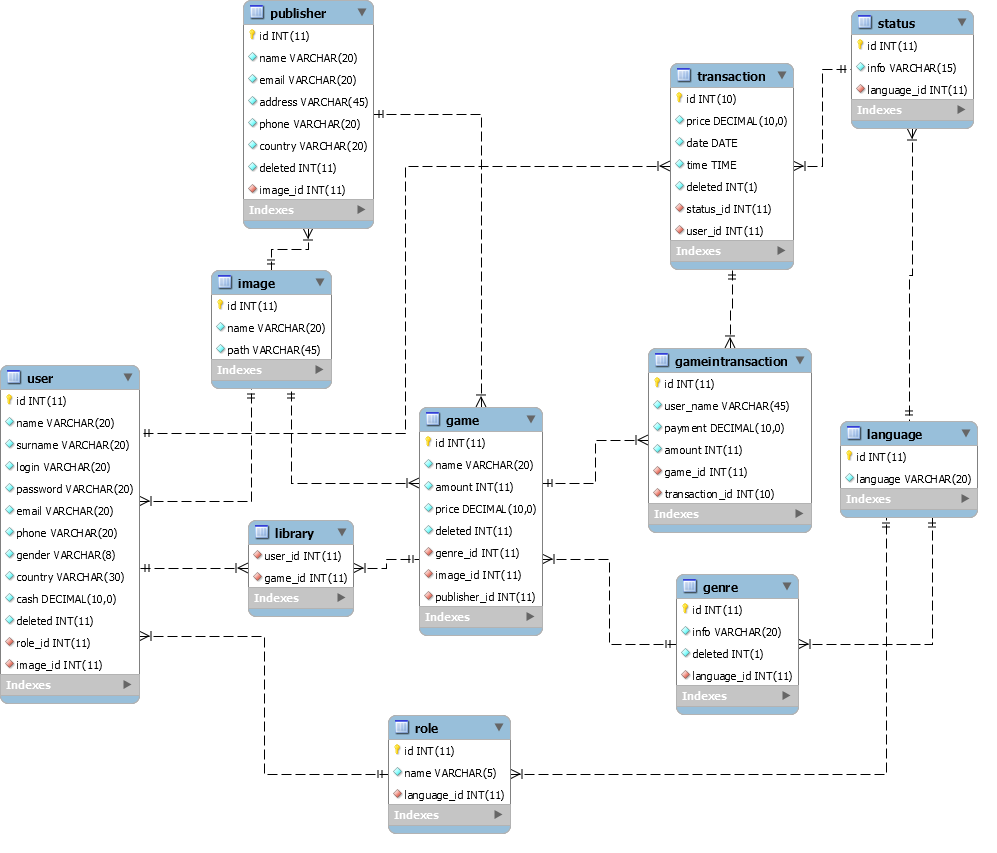 publisher
id INT(11)
name VARCHAR(20)
email VARCHAR(20)
address VARCHAR(45)
phone VARCHAR(20)
country VARCHAR(20)
deleted INT(11)
image_id INT(11)
Indexes
status
id INT(11)
info VARCHAR(15)
language_id INT(11)
Indexes
transaction
id INT(10)
price DECIMAL(10,0)
date DATE
time TIME
deleted INT(1)
status_id INT(11)
user_id INT(11)
Indexes
image
id INT(11)
name VARCHAR(20)
path VARCHAR(45)
Indexes
gameintransaction
id INT(11)
user_name VARCHAR(45)
payment DECIMAL(10,0)
amount INT(11)
game_id INT(11)
transaction_id INT(10)
Indexes
user
id INT(11)
name VARCHAR(20)
surname VARCHAR(20)
login VARCHAR(20)
password VARCHAR(20)
email VARCHAR(20)
phone VARCHAR(20)
gender VARCHAR(8)
country VARCHAR(30)
cash DECIMAL(10,0)
deleted INT(11)
role_id INT(11)
image_id INT(11)
Indexes
game
id INT(11)
name VARCHAR(20)
amount INT(11)
price DECIMAL(10,0)
deleted INT(11)
genre_id INT(11)
image_id INT(11)
publisher_id INT(11)
Indexes
language
id INT(11)
language VARCHAR(20)
Indexes
library
user_id INT(11)
game_id INT(11)
Indexes
genre
id INT(11)
info VARCHAR(20)
deleted INT(1)
language_id INT(11)
Indexes
role
id INT(11)
name VARCHAR(5)
language_id INT(11)
Indexes